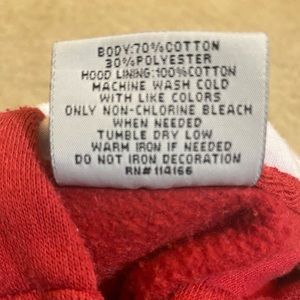 BODY:70%COTTON
30%POLYESTER
HOOD LINING:100%COTTON
MACHINE WASH COLD
WITH LIKE COLORS
ONLY NON-CHLORINE BLEACH
WHEN NEEDED
TUMBLE DRY LOW
WARM IRON IF NEEDED
DO NOT IRON DECORATION
RN# 114166